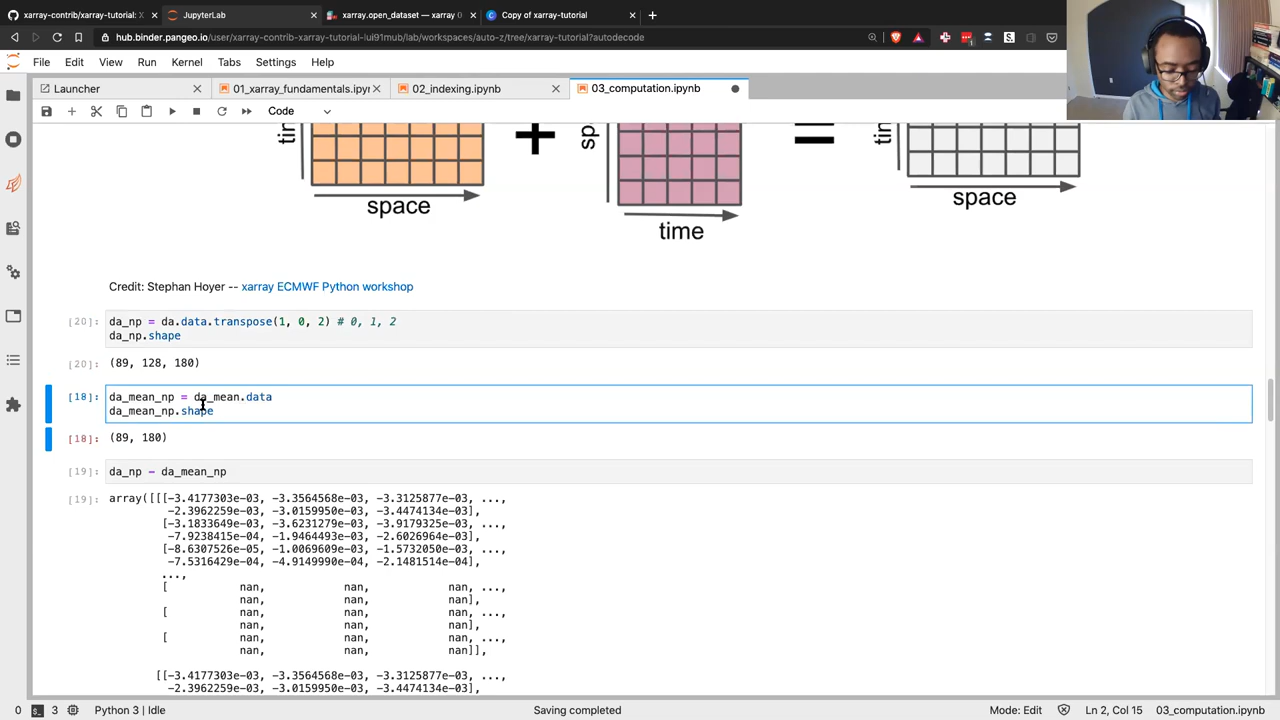 xarray-contrib/xarray-tutorial: X
JupyterLab
xarray.open_dataset — xarray 0
Copy of xarray-tutorial
hub.binder.pangeo.io/user/xarray-contrib-xarray-tutorial-lui91mub/lab/workspaces/auto-z/tree/xarray-tutorial?autodecode
File Edit View Run Kernel Tabs Settings Help
Launcher
01_xarray_fundamentals.ipyn
02_indexing.ipynb
03_computation.ipynb
Code
+ =
space
time
space
Credit: Stephan Hoyer -- xarray ECMWF Python workshop
[20]: da_np = da.data.transpose(1, 0, 2) # 0, 1, 2
da_np.shape
[20]: (89, 128, 180)
[18]: da_mean_np = da_mean.data
da_mean_np.shape
[18]: (89, 180)
[19]: da_np - da_mean_np
[19]: array([[[-3.4177303e-03, -3.3564568e-03, -3.3125877e-03, ...,
-2.3962259e-03, -3.0159950e-03, -3.4474134e-03],
[-3.1833649e-03, -3.6231279e-03, -3.9179325e-03, ...,
-7.9238415e-04, -1.9464493e-03, -2.6026964e-03],
[-8.6307526e-05, -1.0069609e-03, -1.5732050e-03, ...,
-7.5316429e-04, -4.9149990e-04, -2.1481514e-04],
...,
[ nan, nan, nan, ...,
nan, nan, nan],
[ nan, nan, nan, ...,
nan, nan, nan],
[ nan, nan, nan, ...,
nan, nan, nan]],
[[-3.4177303e-03, -3.3564568e-03, -3.3125877e-03, ...,
-2.3962259e-03, -3.0159950e-03, -3.4474134e-03],
0 3 Python 3 | Idle
Saving completed
Mode: Edit Ln 2, Col 15 03_computation.ipynb